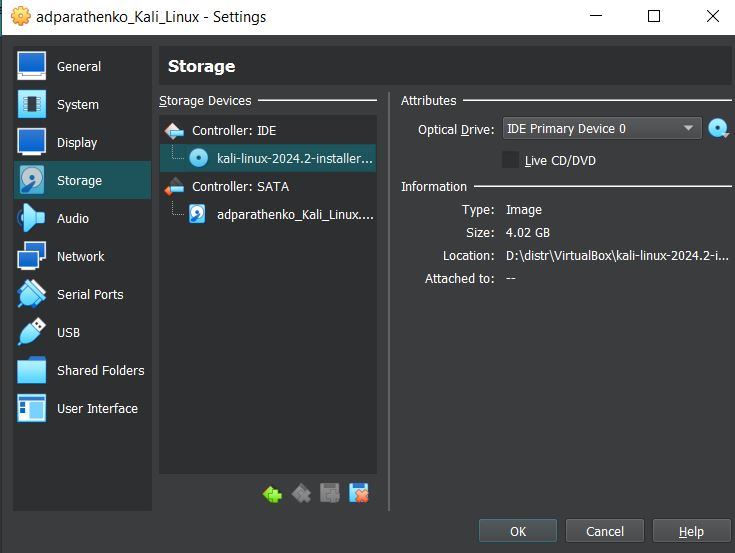 adparathenko_Kali_Linux - Settings
General
System
Display
Storage
Audio
Network
Serial Ports
USB
Shared Folders
User Interface
Storage
Storage Devices
Controller: IDE
kali-linux-2024.2-installer...
Controller: SATA
adparathenko_Kali_Linux....
Attributes
Optical Drive: IDE Primary Device 0
Live CD/DVD
Information
Type: Image
Size: 4.02 GB
Location: D:\distr\VirtualBox\kali-linux-2024.2-i...
Attached to: --
OK
Cancel
Help